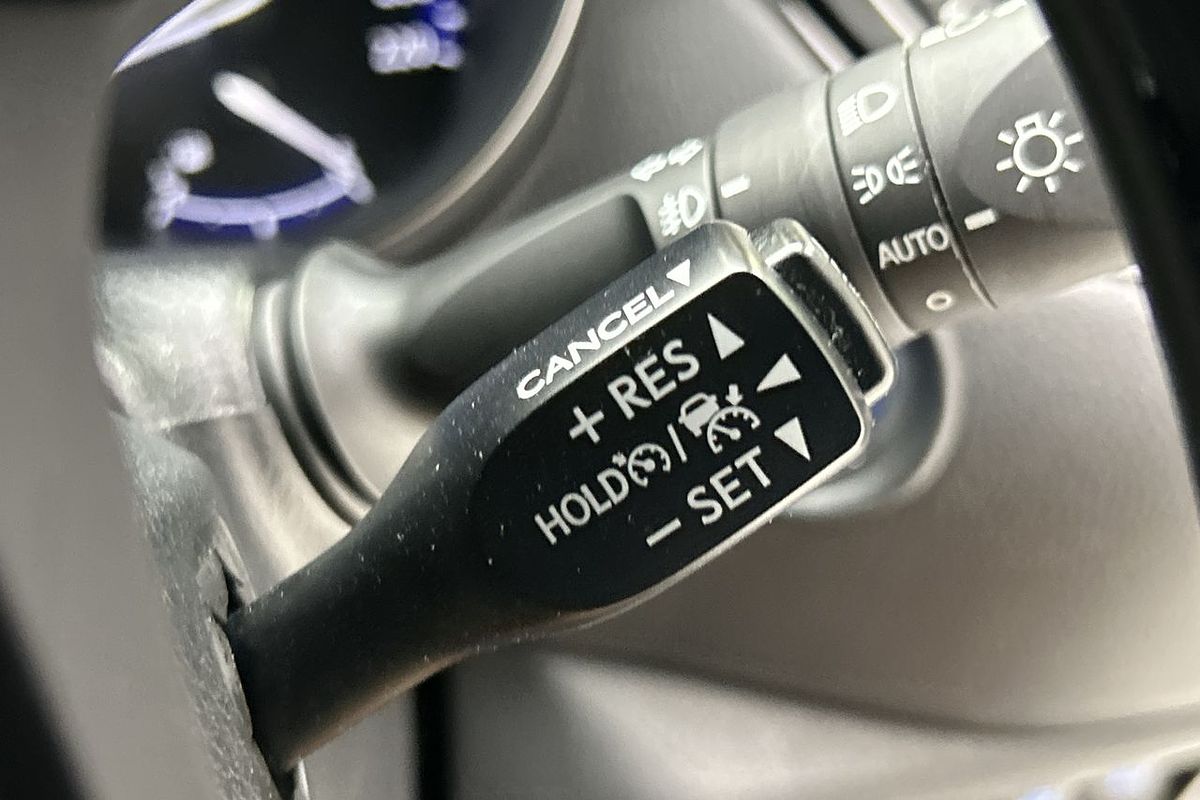 CANCEL
+ RES
HOLD /
− SET
AUTO